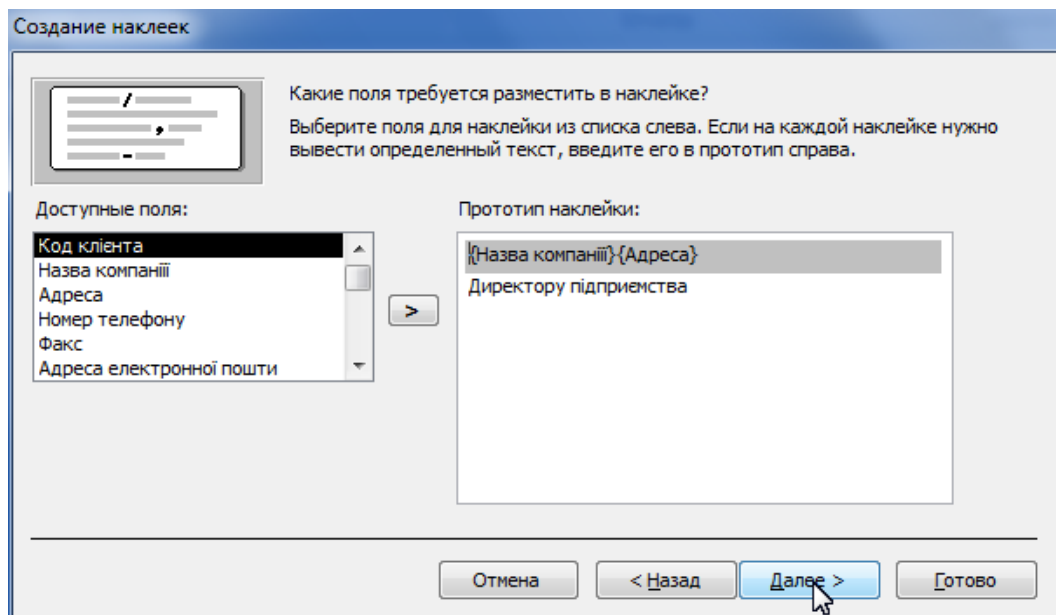 Создание наклеек
Какие поля требуется разместить в наклейке?
Выберите поля для наклейки из списка слева. Если на каждой наклейке нужно
вывести определенный текст, введите его в прототип справа.
Доступные поля:
Код клієнта
Назва компаніїї
Адреса
Номер телефону
Факс
Адреса електронної пошти
>
Прототип наклейки:
{Назва компаніїї}{Адреса}
Директору підприємства
Отмена
< Назад
Далее >
Готово